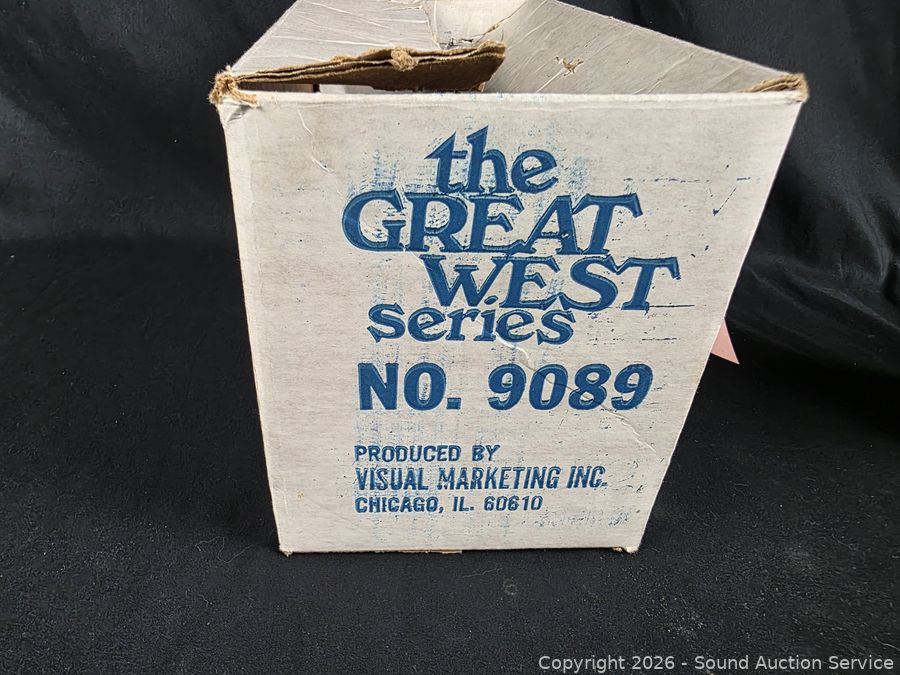 the
GREAT
WEST
series
NO. 9089
PRODUCED BY
VISUAL MARKETING INC.
CHICAGO, IL. 60610
Copyright 2026 - Sound Auction Service